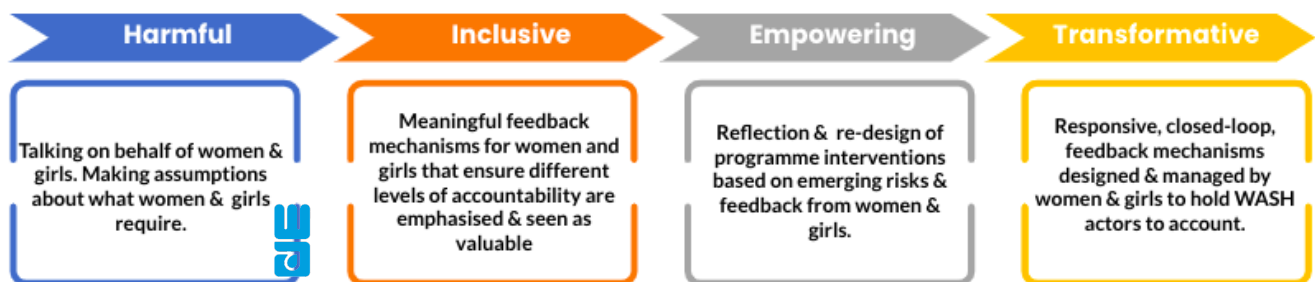 Harmful
Inclusive
Empowering
Transformative
Talking on behalf of women &
girls. Making assumptions
about what women & girls
require.
Meaningful feedback
mechanisms for women and
girls that ensure different
levels of accountability are
emphasised & seen as
valuable
Reflection & re-design of
programme interventions
based on emerging risks &
feedback from women &
girls.
Responsive, closed-loop,
feedback mechanisms
designed & managed by
women & girls to hold WASH
actors to account.